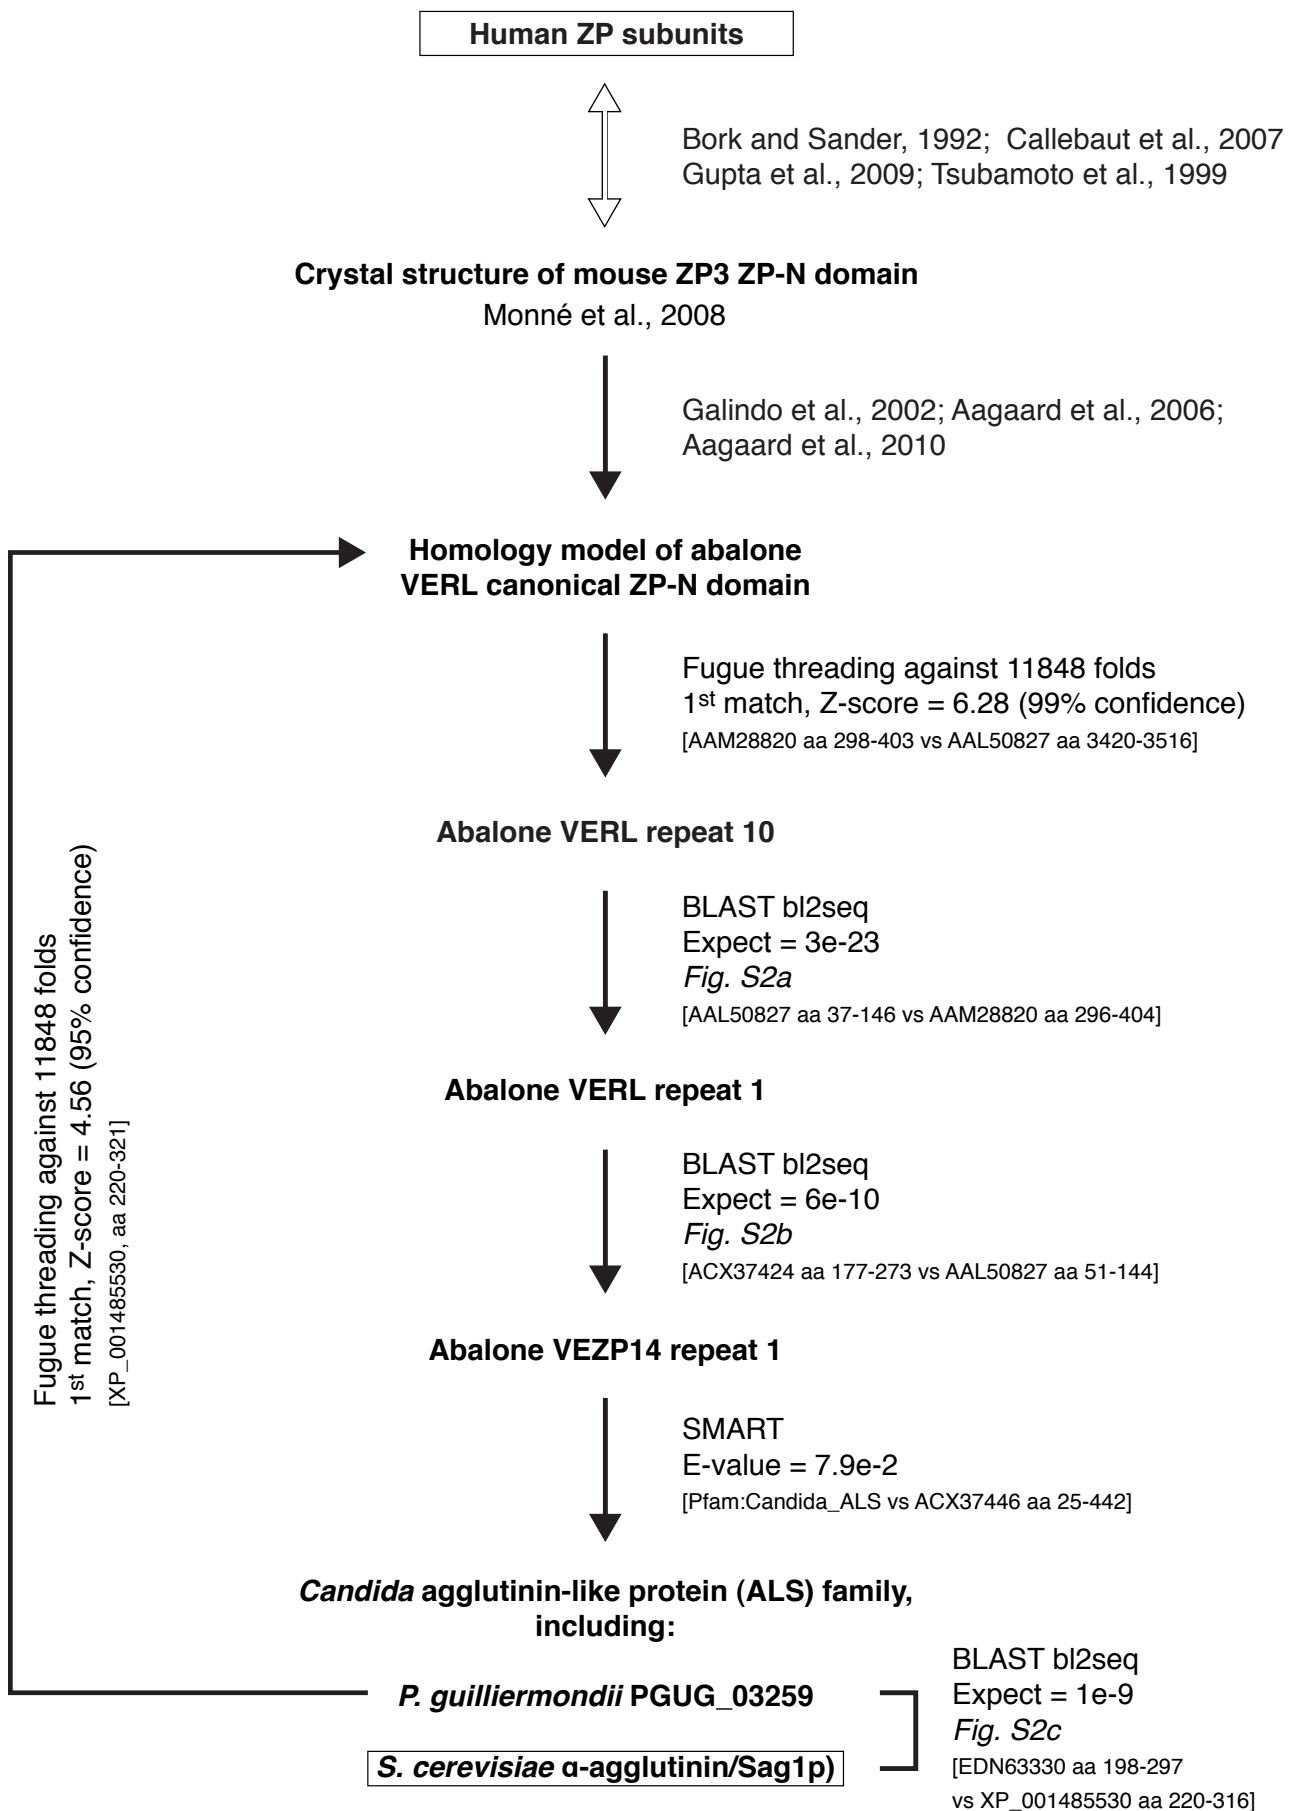 Human ZP subunits
Bork and Sander, 1992;  Callebaut et al., 2007
Gupta et al., 2009; Tsubamoto et al., 1999
Crystal structure of mouse ZP3 ZP-N domain
Monné et al., 2008
Galindo et al., 2002; Aagaard et al., 2006;
Aagaard et al., 2010
Homology model of abalone
VERL canonical ZP-N domain
Fugue threading against 11848 folds
1st match, Z-score = 6.28 (99% confidence)
[AAM28820 aa 298-403 vs AAL50827 aa 3420-3516]
Abalone VERL repeat 10
BLAST bl2seq
Expect = 3e-23
Fig. S2a
[AAL50827 aa 37-146 vs AAM28820 aa 296-404]
Abalone VERL repeat 1
BLAST bl2seq
Expect = 6e-10
Fig. S2b
[ACX37424 aa 177-273 vs AAL50827 aa 51-144]
Abalone VEZP14 repeat 1
SMART
E-value = 7.9e-2
[Pfam:Candida_ALS vs ACX37446 aa 25-442]
Candida agglutinin-like protein (ALS) family,
including:
P. guilliermondii PGUG_03259
S. cerevisiae α-agglutinin/Sag1p)
BLAST bl2seq
Expect = 1e-9
Fig. S2c
[EDN63330 aa 198-297
vs XP_001485530 aa 220-316]
Fugue threading against 11848 folds
1st match, Z-score = 4.56 (95% confidence)
[XP_001485530, aa 220-321]